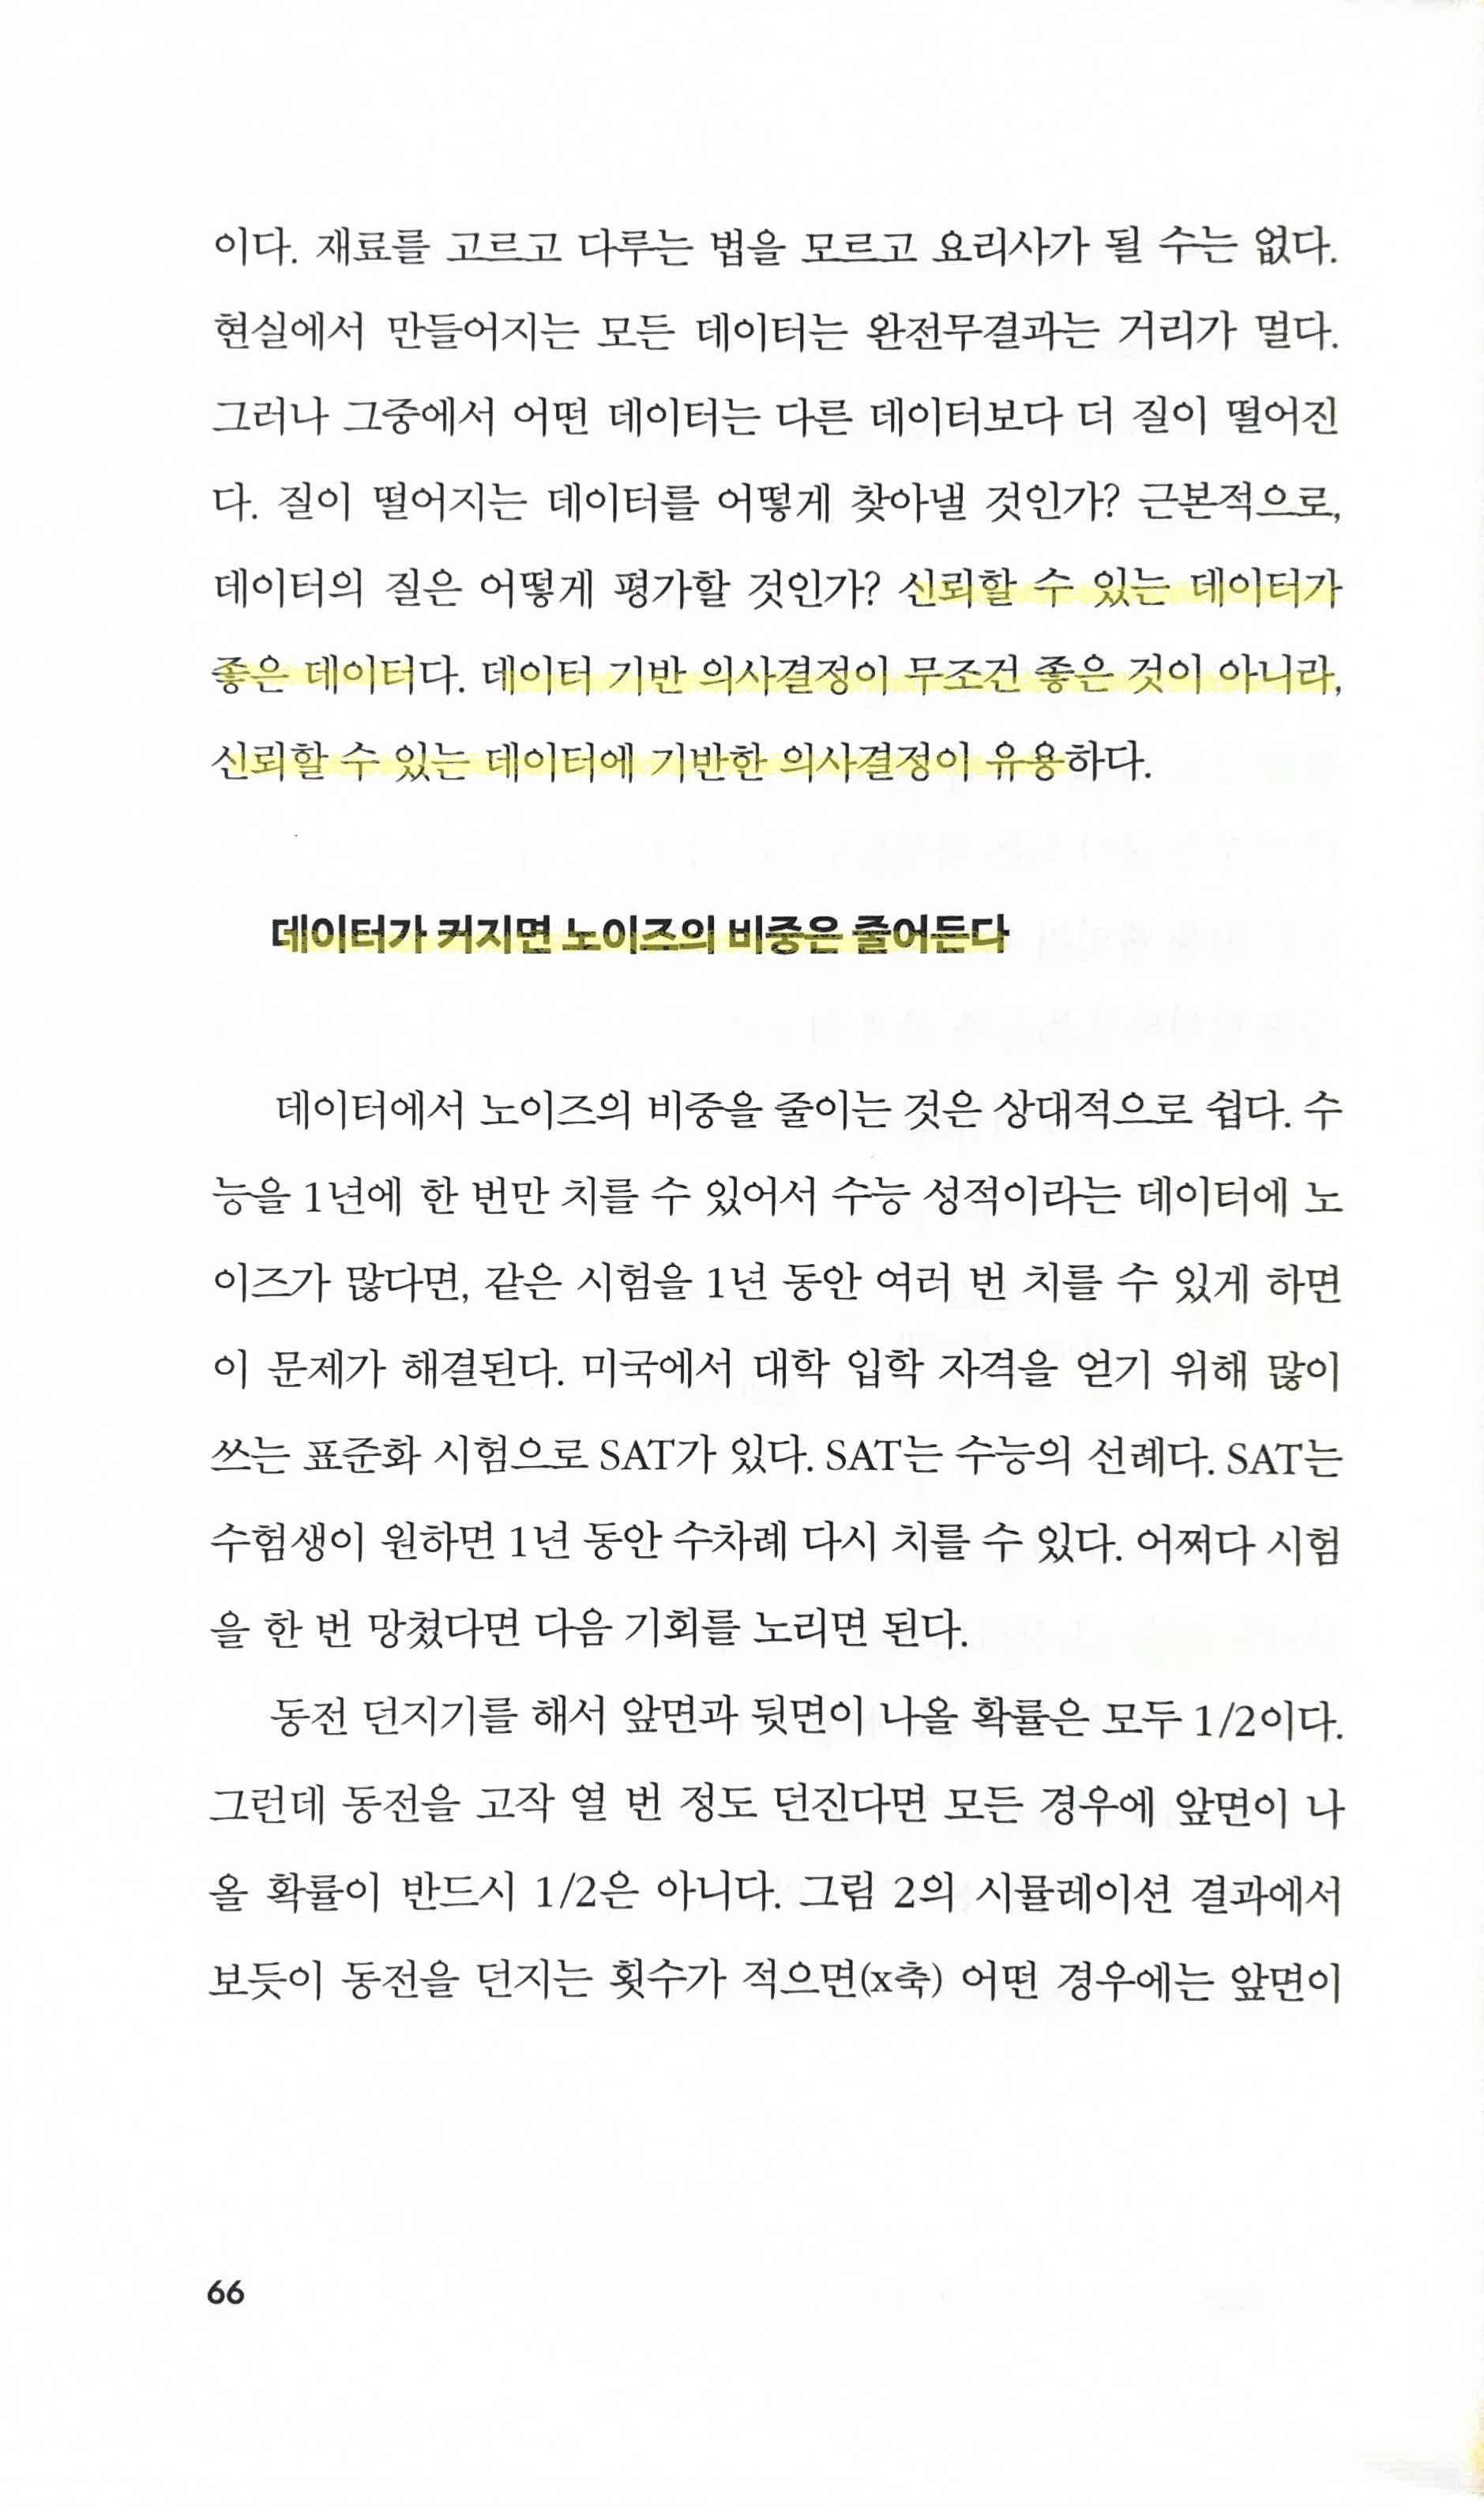 이다. 재료를 고르고 다루는 법을 모르고 요리사가 될 수는 없다.
현실에서 만들어지는 모든 데이터는 완전무결과는 거리가 멀다.
그러나 그중에서 어떤 데이터는 다른 데이터보다 더 질이 떨어진
다. 질이 떨어지는 데이터를 어떻게 찾아낼 것인가? 근본적으로,
데이터의 질은 어떻게 평가할 것인가? 신뢰할 수 있는 데이터가
좋은 데이터다. 데이터 기반 의사결정이 무조건 좋은 것이 아니라,
신뢰할 수 있는 데이터에 기반한 의사결정이 유용하다.
데이터가 커지면 노이즈의 비중은 줄어든다
데이터에서 노이즈의 비중을 줄이는 것은 상대적으로 쉽다. 수
능을 1년에 한 번만 치를 수 있어서 수능 성적이라는 데이터에 노
이즈가 많다면, 같은 시험을 1년 동안 여러 번 치를 수 있게 하면
이 문제가 해결된다. 미국에서 대학 입학 자격을 얻기 위해 많이
쓰는 표준화 시험으로 SAT가 있다. SAT는 수능의 선례다. SAT는
수험생이 원하면 1년 동안 수차례 다시 치를 수 있다. 어쩌다 시험
을 한 번 망쳤다면 다음 기회를 노리면 된다.
동전 던지기를 해서 앞면과 뒷면이 나올 확률은 모두 1/2이다.
그런데 동전을 고작 열 번 정도 던진다면 모든 경우에 앞면이 나
올 확률이 반드시 1/2은 아니다. 그림 2의 시뮬레이션 결과에서
보듯이 동전을 던지는 횟수가 적으면(x축) 어떤 경우에는 앞면이
66